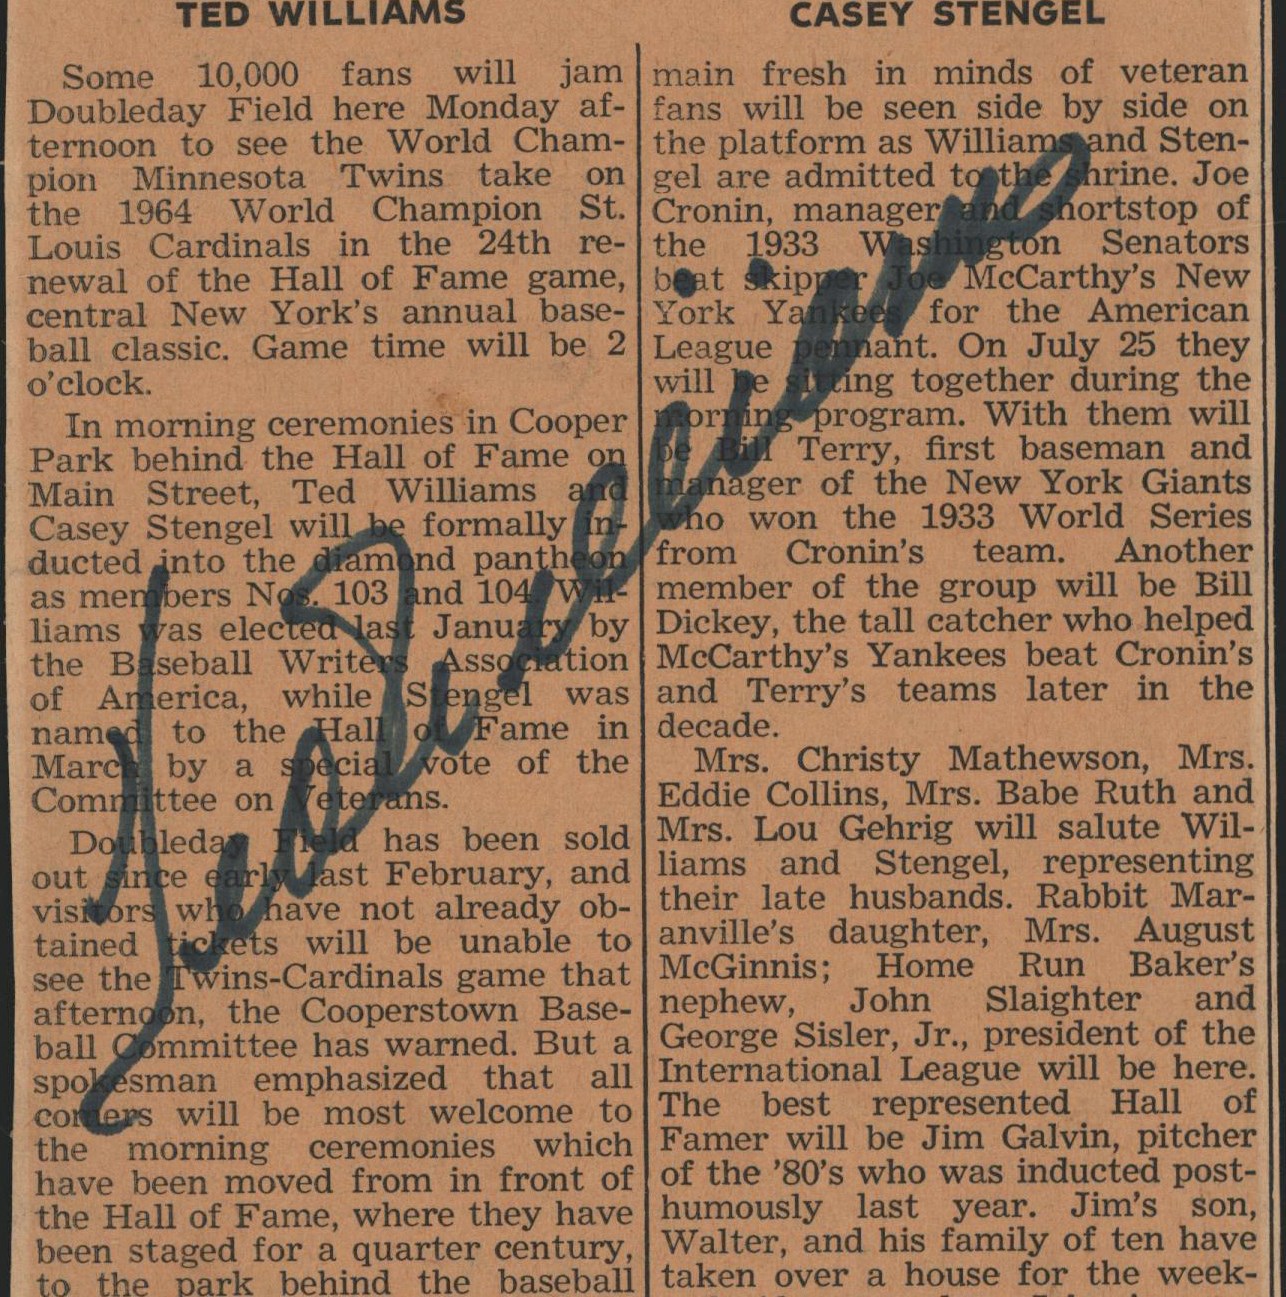 TED WILLIAMS
Some 10,000 fans will jam
Doubleday Field here Monday af-
ternoon to see the World Cham-
pion Minnesota Twins take on
the 1964 World Champion St.
Louis Cardinals in the 24th re-
newal of the Hall of Fame game,
central New York's annual base-
ball classic. Game time will be 2
o'clock.
In morning ceremonies in Cooper
Park behind the Hall of Fame on
Main Street, Ted Williams and
Casey Stengel will be formally in-
ducted into the diamond pantheon
as members Nos. 103 and 104. Wil-
liams was elected last January by
the Baseball Writers Association
of America, while Stengel was
named to the Hall of Fame in
March by a special vote of the
Committee on Veterans.
Doubleday Field has been sold
out since early last February, and
visitors who have not already ob-
tained tickets will be unable to
see the Twins-Cardinals game that
afternoon, the Cooperstown Base-
ball Committee has warned. But a
spokesman emphasized that all
comers will be most welcome to
the morning ceremonies which
have been moved from in front of
the Hall of Fame, where they have
been staged for a quarter century,
to the park behind the baseball
CASEY STENGEL
main fresh in minds of veteran
fans will be seen side by side on
the platform as Williams and Sten-
gel are admitted to the shrine. Joe
Cronin, manager and shortstop of
the 1933 Washington Senators
beat skipper Joe McCarthy's New
York Yankees for the American
League pennant. On July 25 they
will be sitting together during the
morning program. With them will
be Bill Terry, first baseman and
manager of the New York Giants
who won the 1933 World Series
from Cronin's team. Another
member of the group will be Bill
Dickey, the tall catcher who helped
McCarthy's Yankees beat Cronin's
and Terry's teams later in the
decade.
Mrs. Christy Mathewson, Mrs.
Eddie Collins, Mrs. Babe Ruth and
Mrs. Lou Gehrig will salute Wil-
liams and Stengel, representing
their late husbands. Rabbit Mar-
anville's daughter, Mrs. August
McGinnis; Home Run Baker's
nephew, John Slaighter and
George Sisler, Jr., president of the
International League will be here.
The best represented Hall of
Famer will be Jim Galvin, pitcher
of the '80's who was inducted post-
humously last year. Jim's son,
Walter, and his family of ten have
taken over a house for the week-
Ted Williams